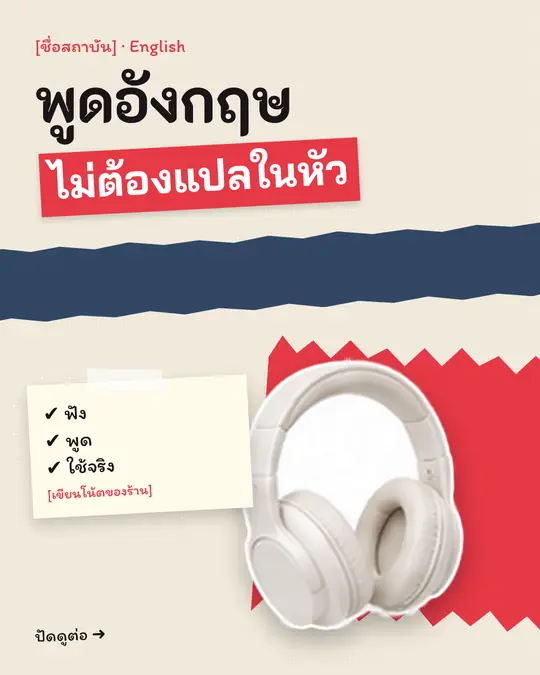 [ชื่อสถาบัน] · English
พูดอังกฤษ
ไม่ต้องแปลในหัว
✔ ฟัง
✔ พูด
✔ ใช้จริง
[เขียนโน้ตของร้าน]
ปัดดูต่อ ➜